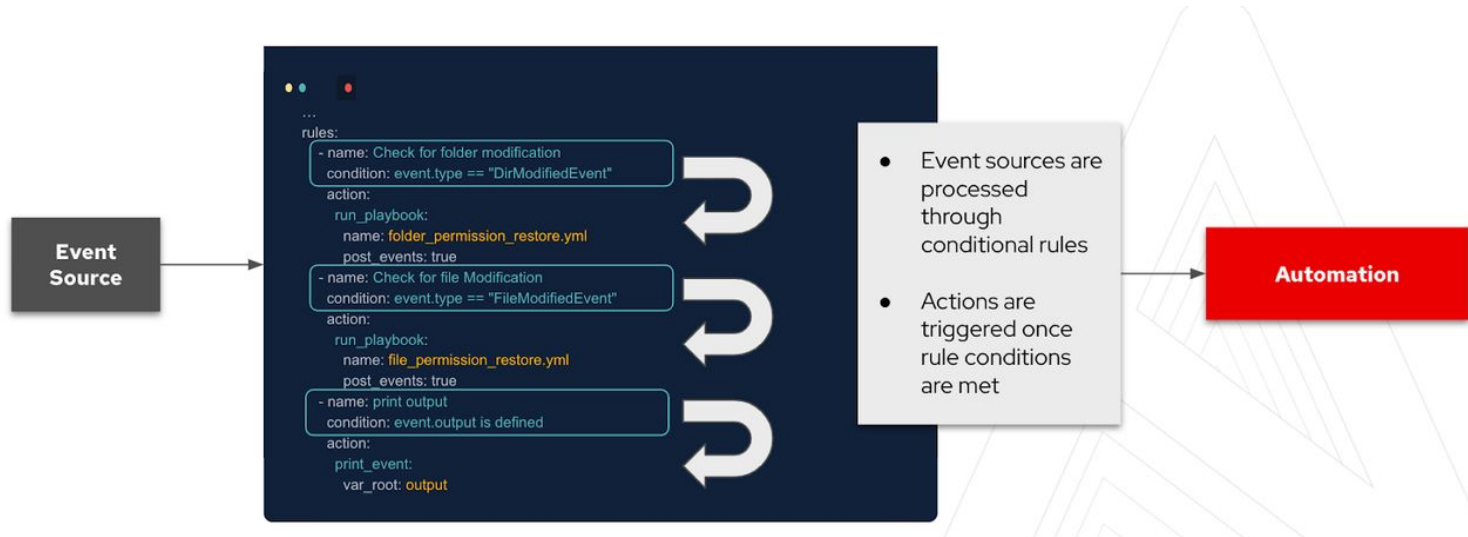 Event
Source
...
rules:
- name: Check for folder modification
condition: event.type == "DirModifiedEvent"
action:
run_playbook:
name: folder_permission_restore.yml
post_events: true
- name: Check for file Modification
condition: event.type == "FileModifiedEvent"
action:
run_playbook:
name: file_permission_restore.yml
post_events: true
- name: print output
condition: event.output is defined
action:
print_event:
var_root: output
● Event sources are
processed
through
conditional rules
● Actions are
triggered once
rule conditions
are met
Automation